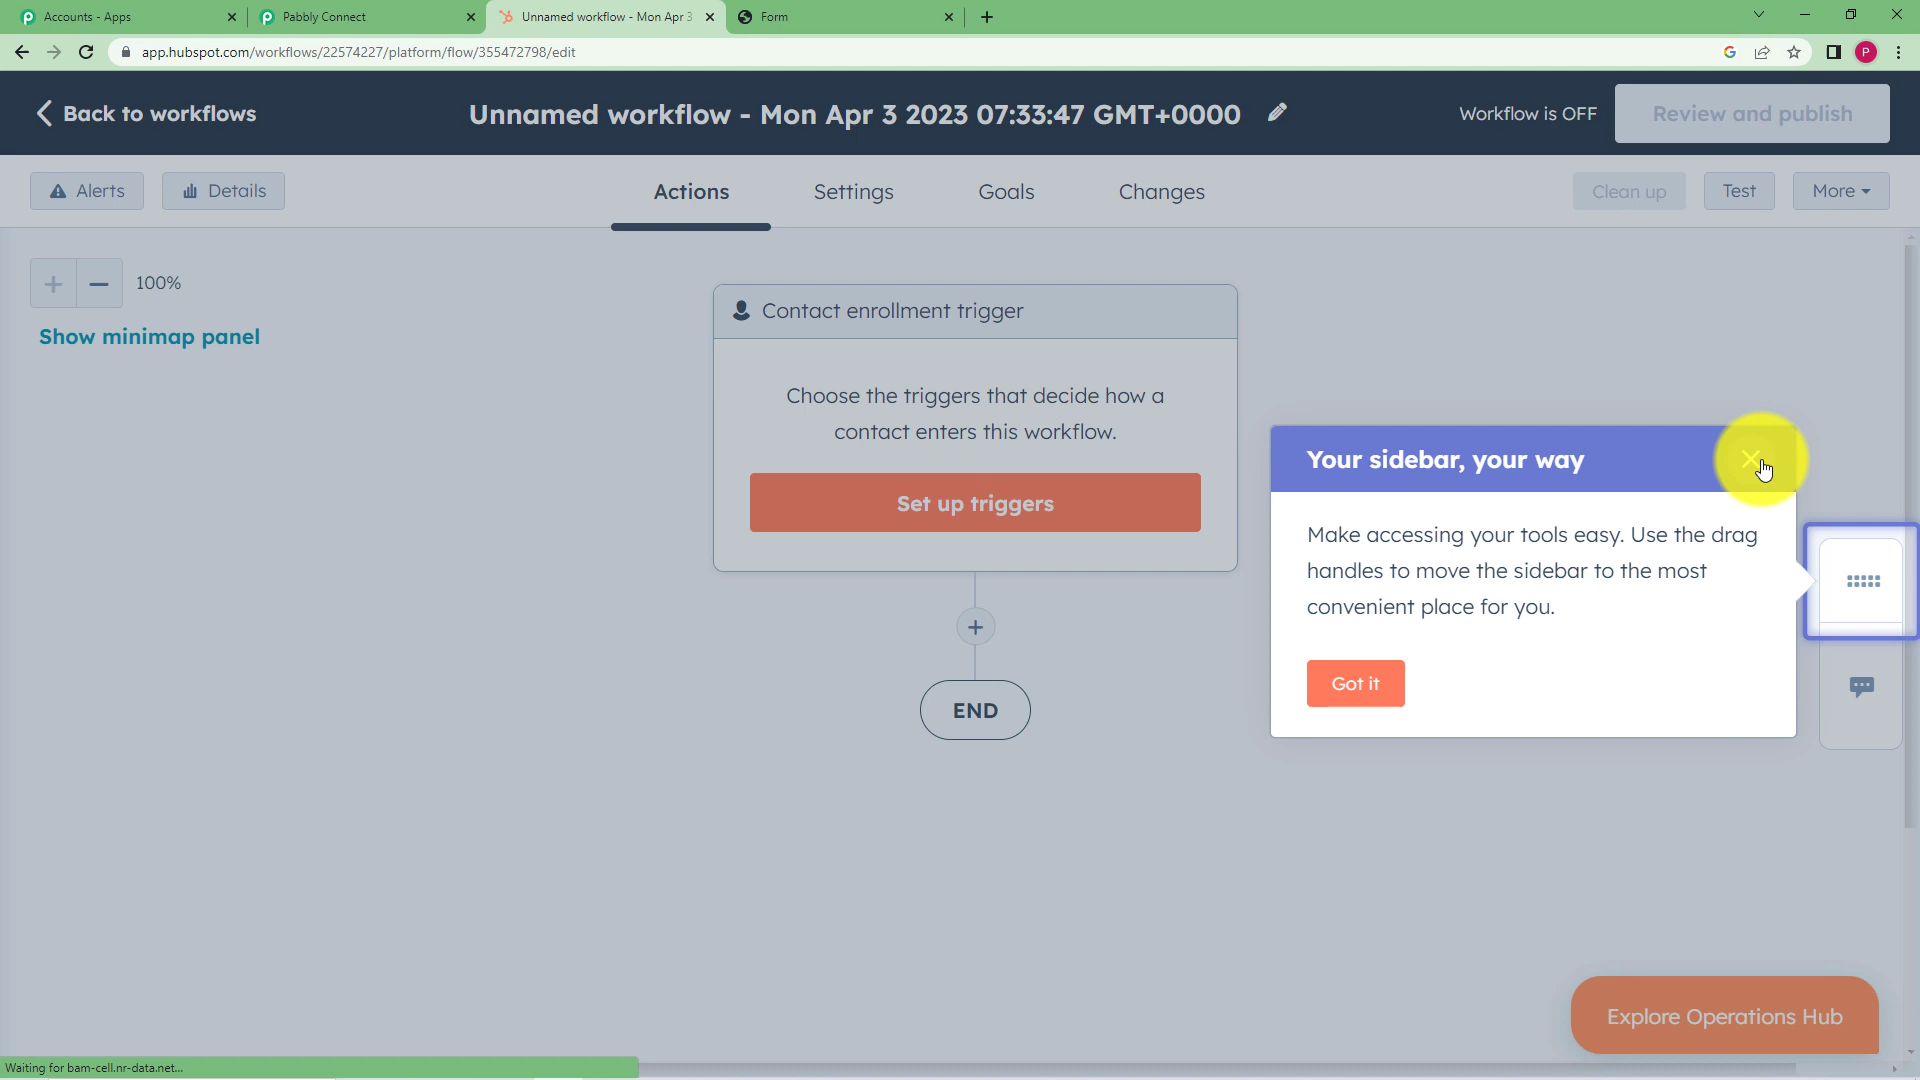 Accounts - Apps
Pabbly Connect
Unnamed workflow - Mon Apr 3
Form
app.hubspot.com/workflows/22574227/platform/flow/355472798/edit
P
Back to workflows
Unnamed workflow - Mon Apr 3 2023 07:33:47 GMT+0000
Workflow is OFF
Review and publish
Alerts
Details
Actions
Settings
Goals
Changes
Clean up
Test
More
100%
Show minimap panel
Contact enrollment trigger
Choose the triggers that decide how a
contact enters this workflow.
Set up triggers
END
Your sidebar, your way
Make accessing your tools easy. Use the drag
handles to move the sidebar to the most
convenient place for you.
Got it
Explore Operations Hub
Waiting for bam-cell.nr-data.net...